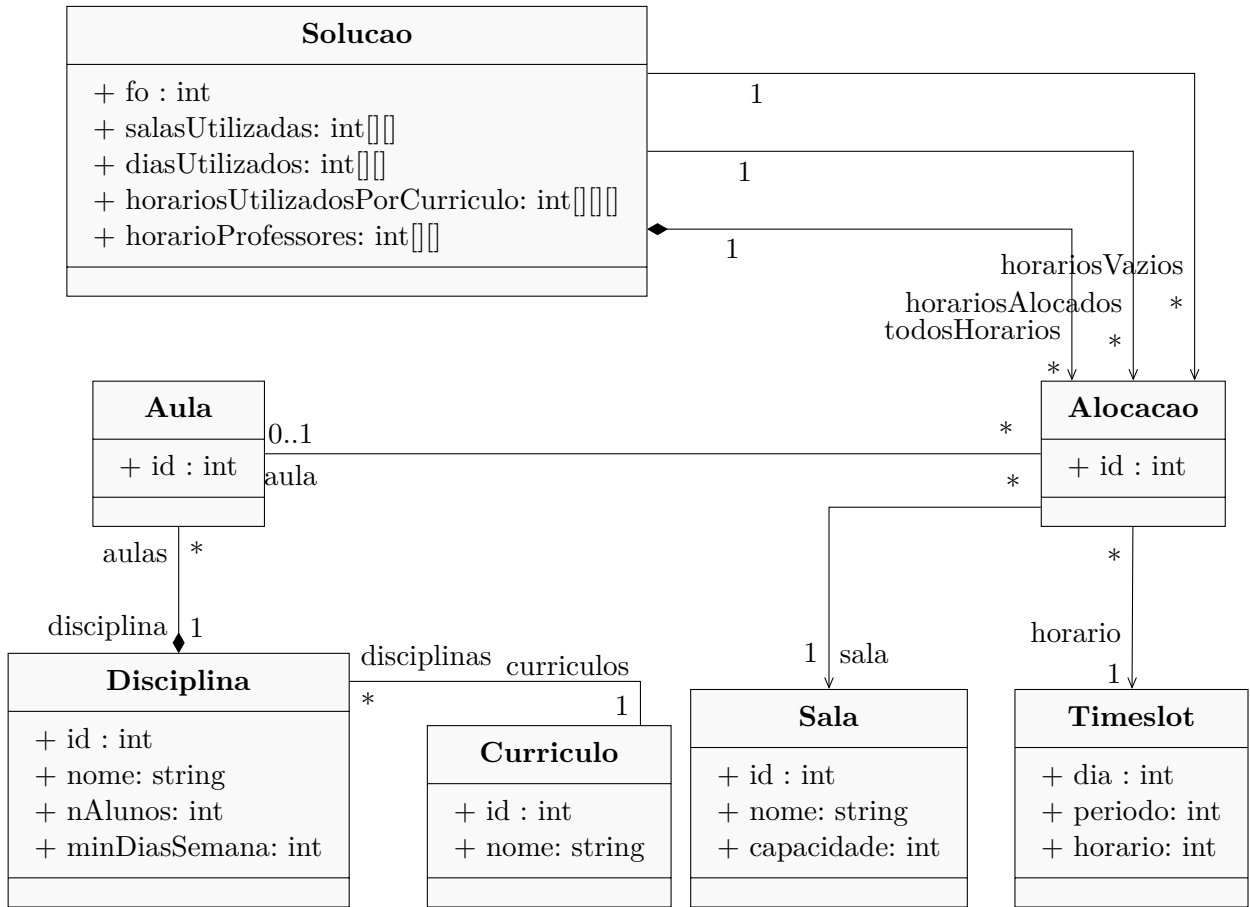 Solucao
+ fo : int
+ salasUtilizadas: int[][]
+ diasUtilizados: int[][]
+ horariosUtilizadosPorCurriculo: int[][][]
+ horarioProfessores: int[][]
1
1
1
horariosVazios
*
horariosAlocados
*
todosHorarios
*
Aula
+ id : int
0..1
aula
*
Alocacao
+ id : int
*
*
aulas
*
disciplina
1
horario
1
1
sala
Disciplina
+ id : int
+ nome: string
+ nAlunos: int
+ minDiasSemana: int
disciplinas
*
curriculos
1
Curriculo
+ id : int
+ nome: string
Sala
+ id : int
+ nome: string
+ capacidade: int
Timeslot
+ dia : int
+ periodo: int
+ horario: int